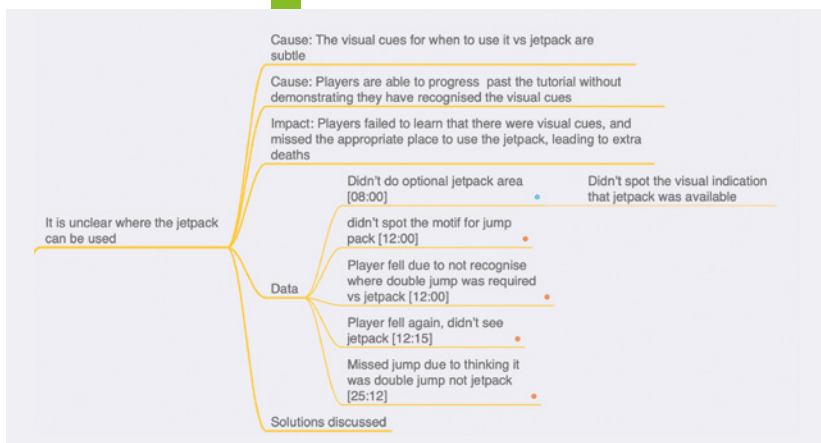 Cause: The visual cues for when to use it vs jetpack are
subtle
Cause: Players are able to progress past the tutorial without
demonstrating they have recognised the visual cues
Impact: Players failed to learn that there were visual cues, and
missed the appropriate place to use the jetpack, leading to extra
deaths
It is unclear where the jetpack
can be used
Data
Didn't do optional jetpack area
[08:00]
Didn't spot the visual indication
that jetpack was available
didn't spot the motif for jump
pack [12:00]
Player fell due to not recognise
where double jump was required
vs jetpack [12:00]
Player fell again, didn't see
jetpack [12:15]
Missed jump due to thinking it
was double jump not jetpack
[25:12]
Solutions discussed